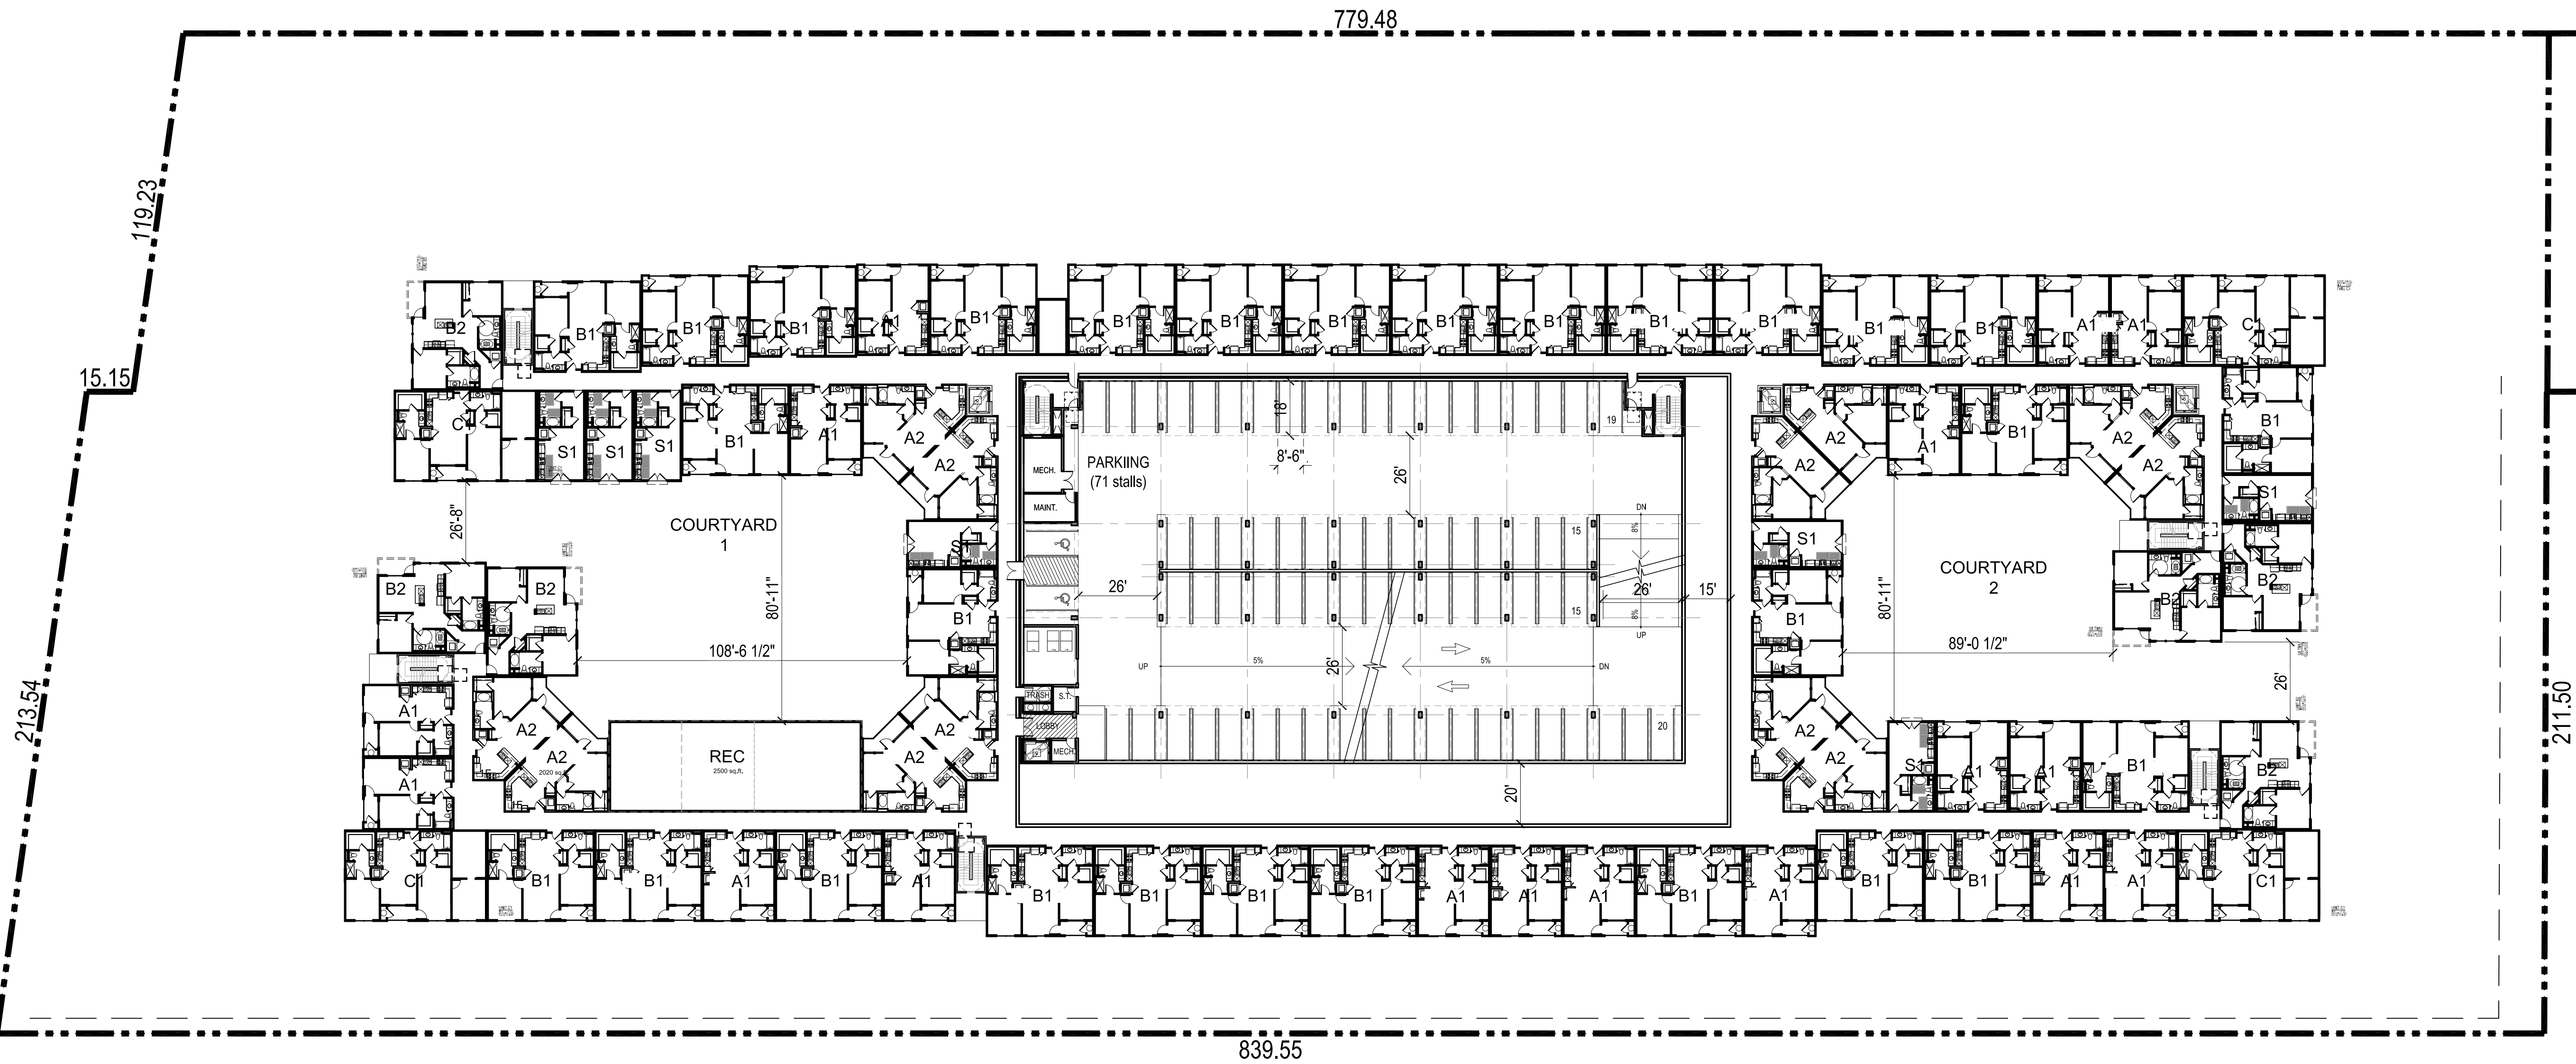 779.48
119.23
15.15
213.54
211.50
839.55
B2
B1
B1
B1
A1
B1
B1
B1
B1
B1
B1
B1
B1
B1
B1
A1
A1
C1
C1
S1
S1
S1
B1
A1
A2
A2
18'
19
A2
A2
A1
B1
A2
A2
B1
MECH.
PARKIING
(71 stalls)
8'-6"
26'
MAINT.
S1
26'-8"
COURTYARD
1
80'-11"
S1
DN
8%
15
S1
COURTYARD
2
80'-11"
B2
B2
B2
B2
B1
26'
15
26'
8%
UP
15'
B1
108'-6 1/2"
UP
5%
26'
5%
DN
89'-0 1/2"
26'
A1
A1
A2
A2
2020 sq.ft,
15
15
REC
2500 sq.ft,
A2
A2
TRASH
S.T.
LOBBY
MECH.
20
20'
A2
A2
S1
A1
A1
B1
B2
C1
B1
B1
A1
B1
A1
B1
B1
B1
B1
A1
A1
A1
B1
A1
B1
B1
A1
A1
C1